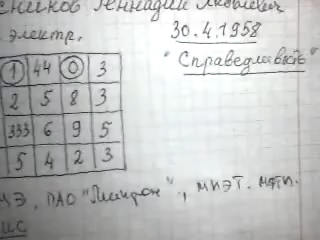 Геннадий Яковлевич
электр. 30.4.1958
"Справедливость"
1 44 0 3
2 5 8 3
333 6 9 5
5 4 2 3
ПАО "Микрон", МИЭТ.